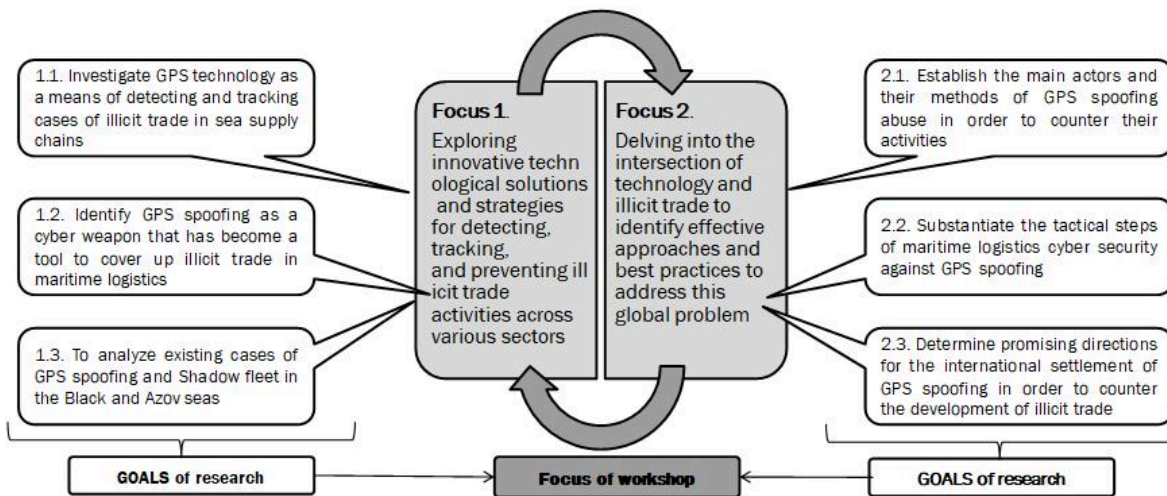 1.1. Investigate GPS technology as
a means of detecting and tracking
cases of illicit trade in sea supply
chains
1.2. Identify GPS spoofing as a
cyber weapon that has become a
tool to cover up illicit trade in
maritime logistics
1.3. To analyze existing cases of
GPS spoofing and Shadow fleet in
the Black and Azov seas
GOALS of research
Focus 1.
Exploring
innovative techn
ological solutions
and strategies
for detecting,
tracking,
and preventing ill
icit trade
activities across
various sectors
Focus 2.
Delving into the
intersection of
technology and
illicit trade to
identify effective
approaches and
best practices to
address this
global problem
Focus of workshop
2.1. Establish the main actors and
their methods of GPS spoofing
abuse in order to counter their
activities
2.2. Substantiate the tactical steps
of maritime logistics cyber security
against GPS spoofing
2.3. Determine promising directions
for the international settlement of
GPS spoofing in order to counter
the development of illicit trade
GOALS of research